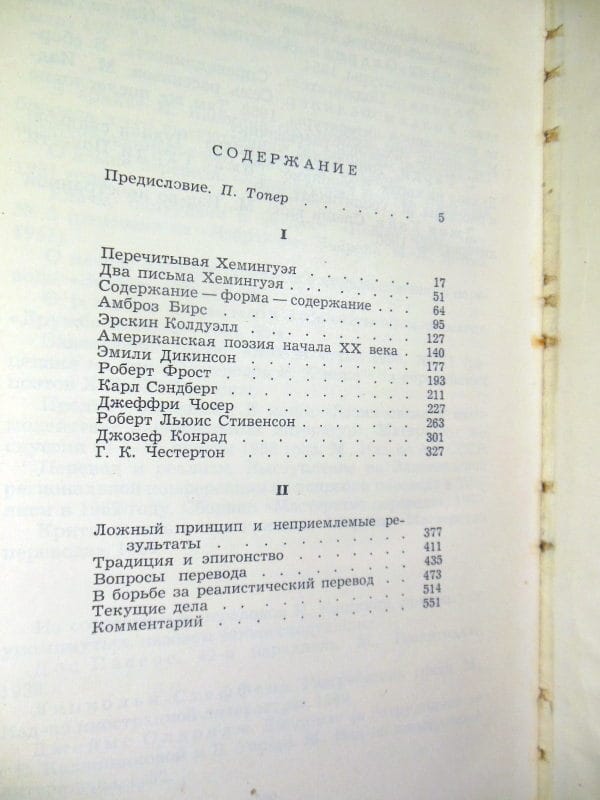 СОДЕРЖАНИЕ
Предисловие. П. Топер . . . . . . . 5
I
Перечитывая Хемингуэя . . . . . . 17
Два письма Хемингуэя . . . . . . . 51
Содержание — форма — содержание . . . 64
Амброз Бирс . . . . . . . . . . 95
Эрскин Колдуэлл . . . . . . . . . 127
Американская поэзия начала XX века . 140
Эмили Дикинсон . . . . . . . . . 177
Роберт Фрост . . . . . . . . . . 193
Карл Сэндберг . . . . . . . . . . 211
Джеффри Чосер . . . . . . . . . 227
Роберт Льюис Стивенсон . . . . . . 263
Джозеф Конрад . . . . . . . . . 301
Г. К. Честертон . . . . . . . . . 327
II
Ложный принцип и неприемлемые ре-
зультаты . . . . . . . . . . 377
Традиция и эпигонство . . . . . . 411
Вопросы перевода . . . . . . . . 435
В борьбе за реалистический перевод . . 473
Текущие дела . . . . . . . . . . 514
Комментарий . . . . . . . . . . 551